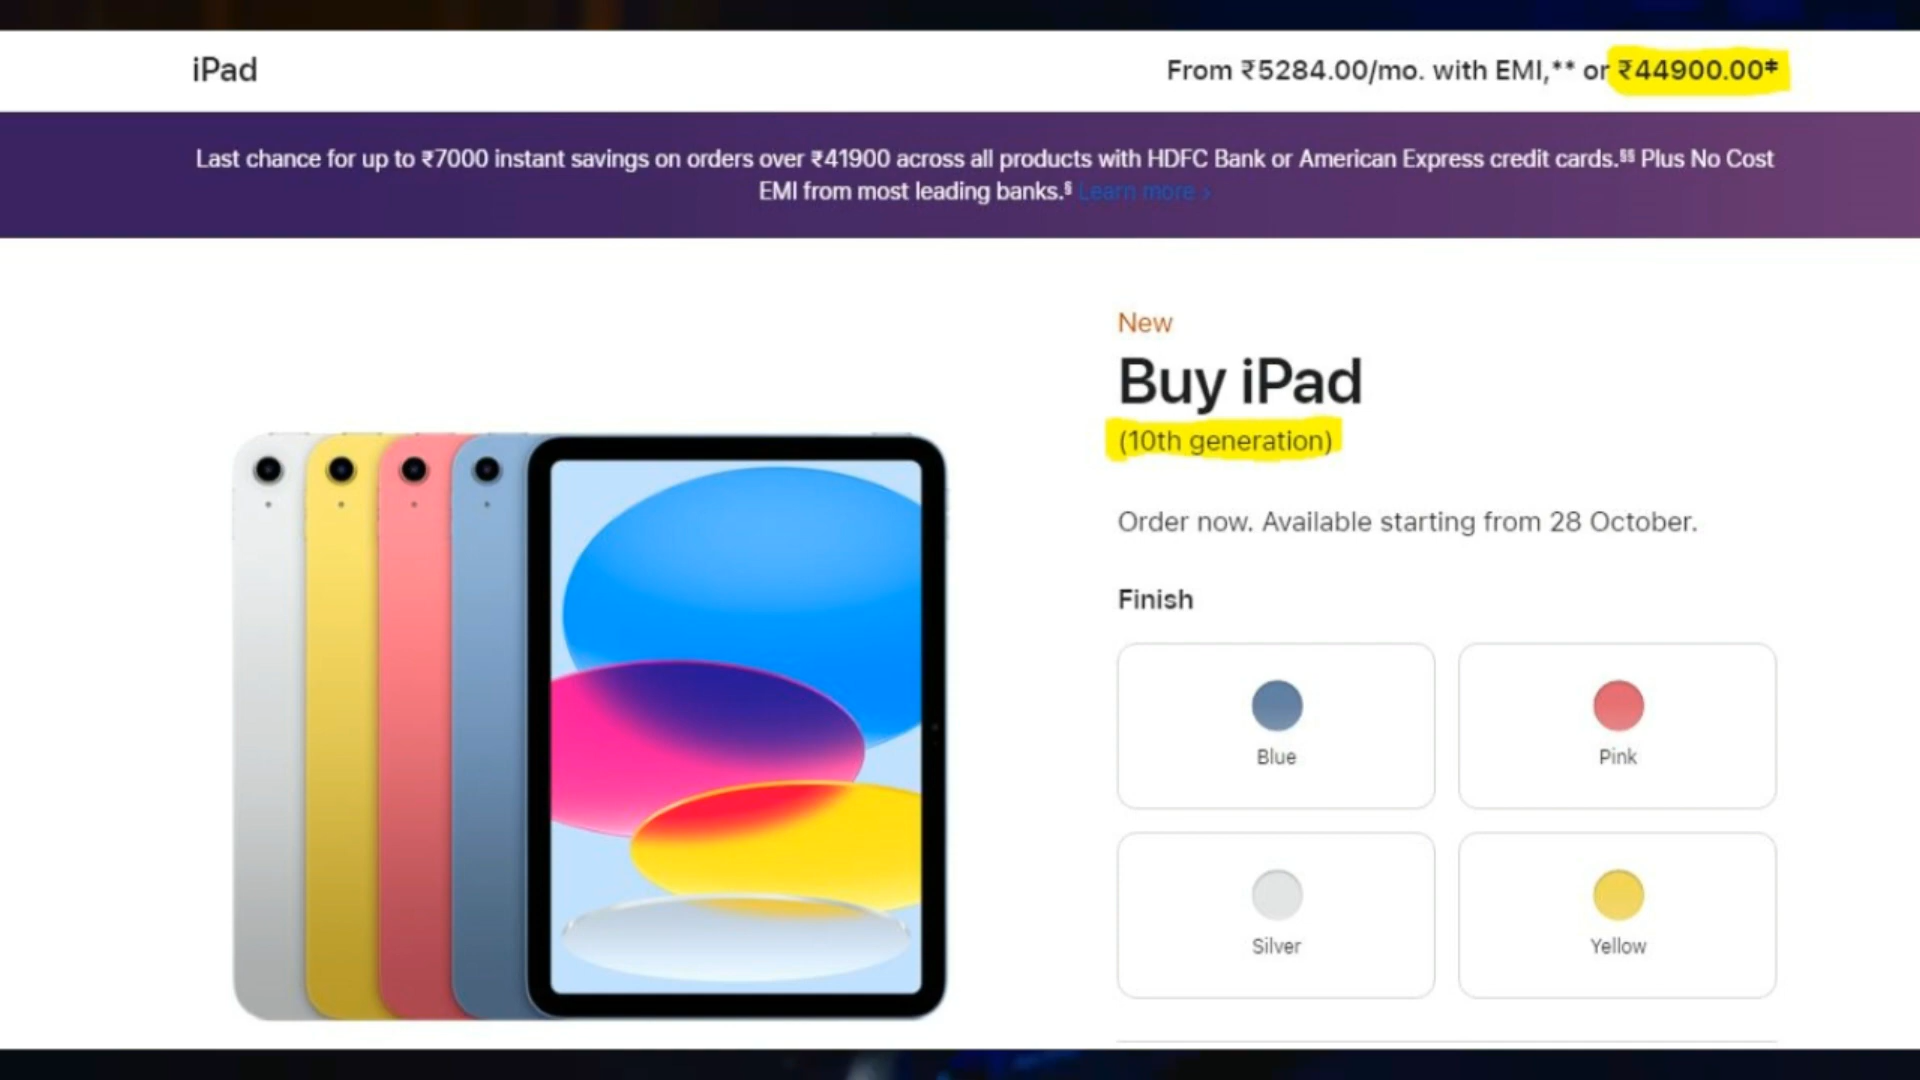 iPad
From ₹5284.00/mo. with EMI,** or ₹44900.00‡
Last chance for up to ₹7000 instant savings on orders over ₹41900 across all products with HDFC Bank or American Express credit cards.§§ Plus No Cost
EMI from most leading banks.§ Learn more >
New
Buy iPad
(10th generation)
Order now. Available starting from 28 October.
Finish
Blue
Pink
Silver
Yellow